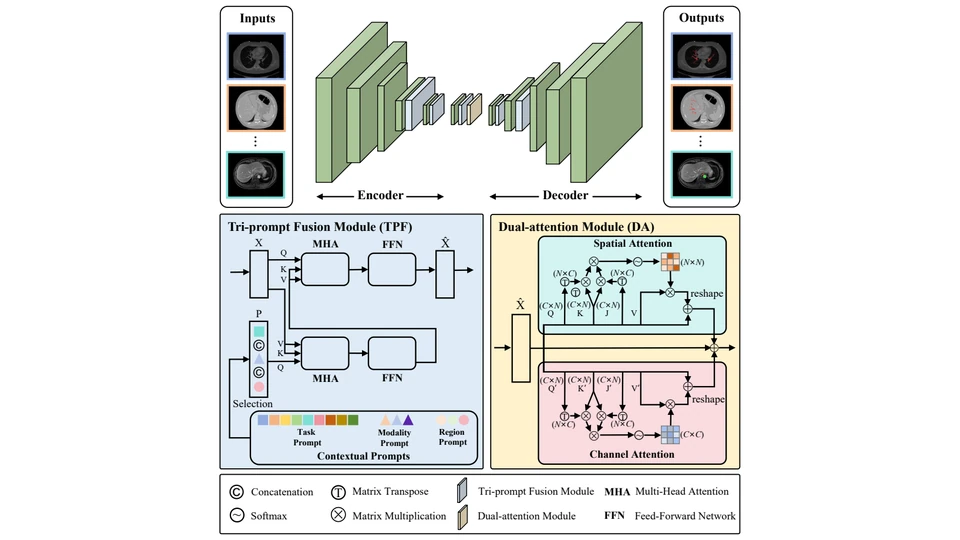 Inputs
Outputs
Encoder
Decoder
Tri-prompt Fusion Module (TPF)
X
Q
K
V
MHA
FFN
X̂
P
C
C
V
K
Q
MHA
FFN
Selection
Task
Prompt
Modality
Prompt
Region
Prompt
Contextual Prompts
Dual-attention Module (DA)
Spatial Attention
(N×C)
(N×C)
(N×N)
T
T
T
reshape
(C×N)
(C×N)
(C×N)
Q
K
J
V
X̂
(C×N)
(C×N)
(C×N)
Q′
K′
J′
V′
T
T
(N×C)
(N×C)
reshape
(C×C)
Channel Attention
C Concatenation
T Matrix Transpose
Tri-prompt Fusion Module
MHA Multi-Head Attention
~ Softmax
× Matrix Multiplication
Dual-attention Module
FFN Feed-Forward Network